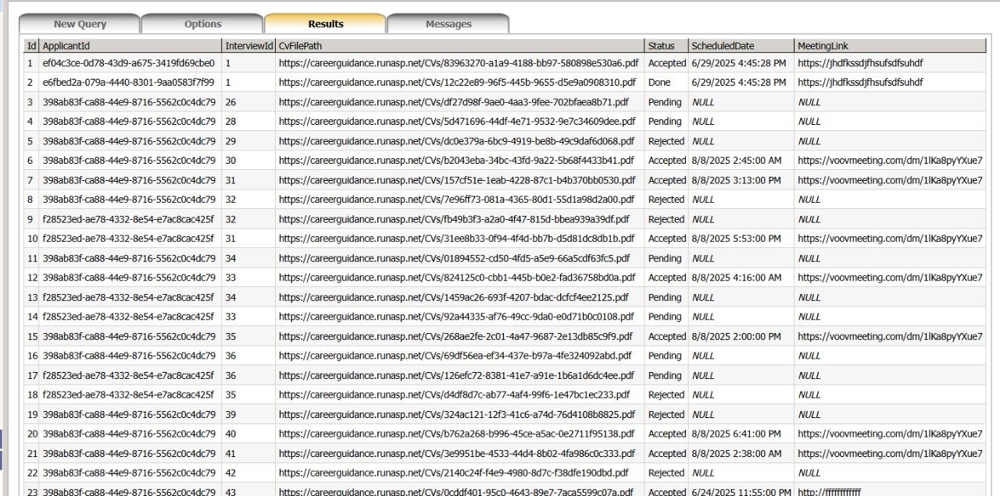 New Query Options Results Messages
Id ApplicantId InterviewId CvFilePath Status ScheduledDate MeetingLink
1 ef04c3ce-0d78-43d9-a675-3419fd69cbe0 1 https://careerguidance.runasp.net/CVs/83963270-a1a9-4188-bb97-580898e530a6.pdf Accepted 6/29/2025 4:45:28 PM https://jhdfkssdjfhsufsdfsuhdf
2 e6fbed2a-079a-4440-8301-9aa0583f7f99 1 https://careerguidance.runasp.net/CVs/12c22e89-96f5-445b-9655-d5e9a0908310.pdf Done 6/29/2025 4:45:28 PM https://jhdfkssdjfhsufsdfsuhdf
3 398ab83f-ca88-44e9-8716-5562c0c4dc79 26 https://careerguidance.runasp.net/CVs/df27d98f-9ae0-4aa3-9fee-702bfaea8b71.pdf Pending NULL NULL
4 398ab83f-ca88-44e9-8716-5562c0c4dc79 28 https://careerguidance.runasp.net/CVs/5d471696-44df-4e71-9532-9e7c34609dee.pdf Pending NULL NULL
5 398ab83f-ca88-44e9-8716-5562c0c4dc79 29 https://careerguidance.runasp.net/CVs/dc0e379a-6bc9-4919-be8b-49c9daf6d068.pdf Rejected NULL NULL
6 398ab83f-ca88-44e9-8716-5562c0c4dc79 30 https://careerguidance.runasp.net/CVs/b2043eba-34bc-43fd-9a22-5b68f4433b41.pdf Accepted 8/8/2025 2:45:00 AM https://voovmeeting.com/dm/1lKa8pyYXue7
7 398ab83f-ca88-44e9-8716-5562c0c4dc79 31 https://careerguidance.runasp.net/CVs/157cf51e-1eab-4228-87c1-b4b370bb0530.pdf Accepted 8/8/2025 3:13:00 PM https://voovmeeting.com/dm/1lKa8pyYXue7
8 398ab83f-ca88-44e9-8716-5562c0c4dc79 32 https://careerguidance.runasp.net/CVs/7e96ff73-081a-4365-80d1-55d1a98d2a00.pdf Rejected NULL NULL
9 f28523ed-ae78-4332-8e54-e7ac8cac425f 32 https://careerguidance.runasp.net/CVs/fb49b3f3-a2a0-4f47-815d-bbea939a39df.pdf Rejected NULL NULL
10 f28523ed-ae78-4332-8e54-e7ac8cac425f 31 https://careerguidance.runasp.net/CVs/31ee8b33-0f94-4f4d-bb7b-d5d81dc8db1b.pdf Accepted 8/8/2025 5:53:00 PM https://voovmeeting.com/dm/1lKa8pyYXue7
11 398ab83f-ca88-44e9-8716-5562c0c4dc79 34 https://careerguidance.runasp.net/CVs/01894552-cd50-4fd5-a5e9-66a5cdf63fc5.pdf Pending NULL NULL
12 398ab83f-ca88-44e9-8716-5562c0c4dc79 33 https://careerguidance.runasp.net/CVs/824125c0-cbb1-445b-b0e2-fad36758bd0a.pdf Accepted 8/8/2025 4:16:00 AM https://voovmeeting.com/dm/1lKa8pyYXue7
13 f28523ed-ae78-4332-8e54-e7ac8cac425f 34 https://careerguidance.runasp.net/CVs/1459ac26-693f-4207-bdac-dcfcf4ee2125.pdf Pending NULL NULL
14 f28523ed-ae78-4332-8e54-e7ac8cac425f 33 https://careerguidance.runasp.net/CVs/92a44335-af76-49cc-9da0-e0d71b0c0108.pdf Pending NULL NULL
15 398ab83f-ca88-44e9-8716-5562c0c4dc79 35 https://careerguidance.runasp.net/CVs/268ae2fe-2c01-4a47-9687-2e13db85c9f9.pdf Accepted 8/8/2025 2:00:00 PM https://voovmeeting.com/dm/1lKa8pyYXue7
16 398ab83f-ca88-44e9-8716-5562c0c4dc79 36 https://careerguidance.runasp.net/CVs/69df56ea-ef34-437e-b97a-4fe324092abd.pdf Pending NULL NULL
17 f28523ed-ae78-4332-8e54-e7ac8cac425f 36 https://careerguidance.runasp.net/CVs/126efc72-8381-41e7-a91e-1b6a1d6dc4ee.pdf Pending NULL NULL
18 f28523ed-ae78-4332-8e54-e7ac8cac425f 35 https://careerguidance.runasp.net/CVs/d4df8d7c-ab77-4af4-99f6-1e47bc1ec233.pdf Rejected NULL NULL
19 398ab83f-ca88-44e9-8716-5562c0c4dc79 39 https://careerguidance.runasp.net/CVs/324ac121-12f3-41c6-a74d-76d4108b8825.pdf Rejected NULL NULL
20 398ab83f-ca88-44e9-8716-5562c0c4dc79 40 https://careerguidance.runasp.net/CVs/b762a268-b996-45ce-a5ac-0e2711f95138.pdf Accepted 8/8/2025 6:41:00 PM https://voovmeeting.com/dm/1lKa8pyYXue7
21 398ab83f-ca88-44e9-8716-5562c0c4dc79 41 https://careerguidance.runasp.net/CVs/3e9951be-4533-44d4-8b02-4fa986c0c333.pdf Accepted 8/8/2025 2:38:00 AM https://voovmeeting.com/dm/1lKa8pyYXue7
22 398ab83f-ca88-44e9-8716-5562c0c4dc79 42 https://careerguidance.runasp.net/CVs/2140c24f-f4e9-4980-8d7c-f38dfe190dbd.pdf Rejected NULL NULL
23 398ab83f-ca88-44e9-8716-5562c0c4dc79 43 https://careerguidance.runasp.net/CVs/0cddf401-95c0-4643-89e7-7aca5599c07a.pdf Accepted 6/24/2025 11:55:00 PM http://ffffffffffff